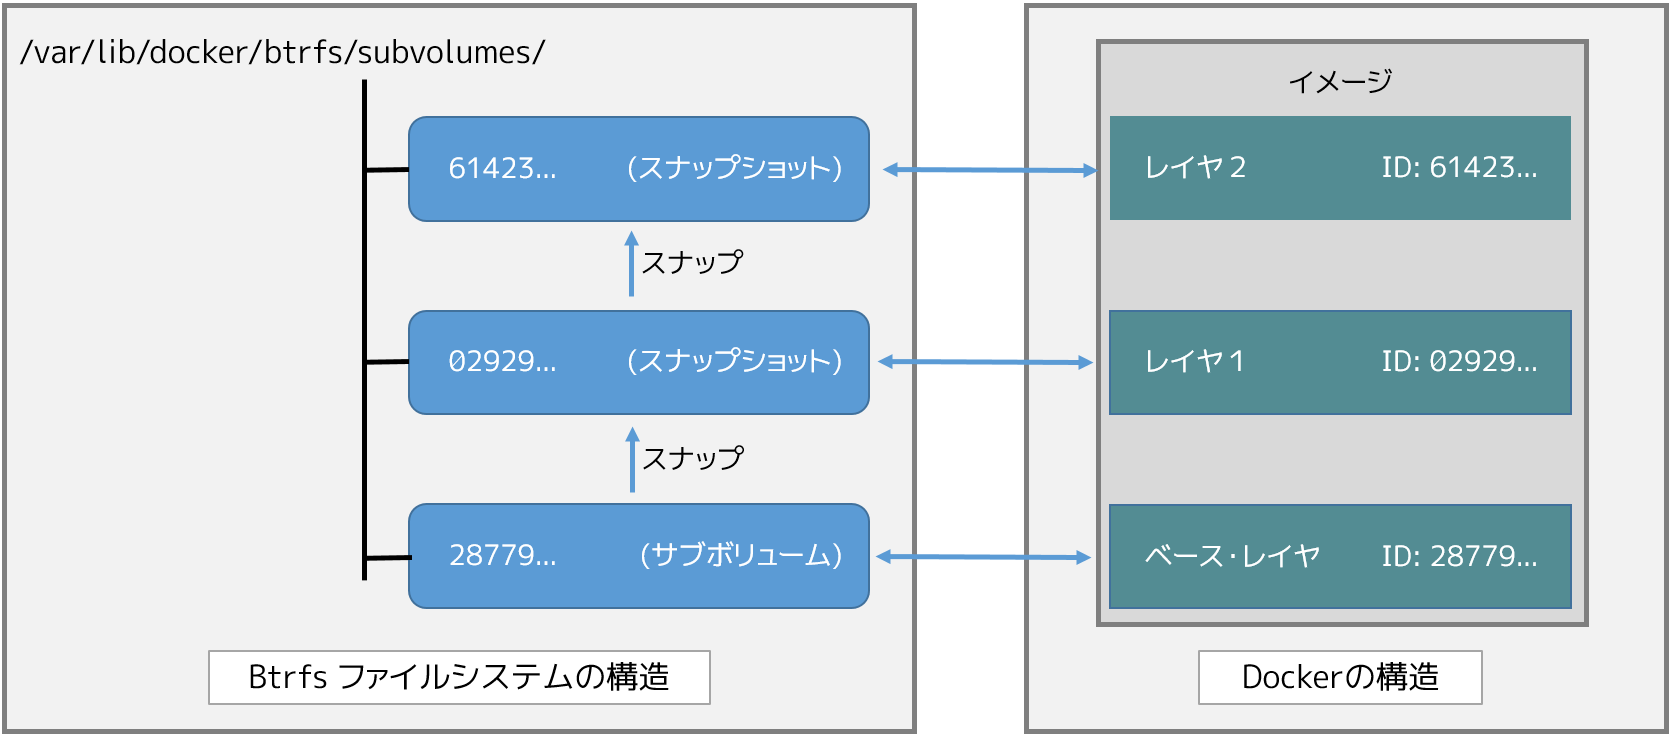 /var/lib/docker/btrfs/subvolumes/
61423... (スナップショット)
スナップ
02929... (スナップショット)
スナップ
28779... (サブボリューム)
Btrfs ファイルシステムの構造
イメージ
レイヤ２ ID: 61423...
レイヤ１ ID: 02929...
ベース・レイヤ ID: 28779...
Dockerの構造